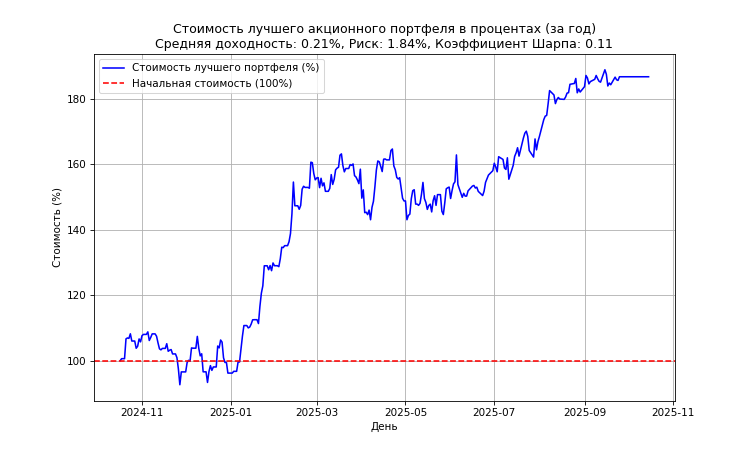 Стоимость лучшего акционного портфеля в процентах (за год)
Средняя доходность: 0.21%, Риск: 1.84%, Коэффициент Шарпа: 0.11
Стоимость лучшего портфеля (%)
Начальная стоимость (100%)
Стоимость (%)
180
160
140
120
100
2024-11
2025-01
2025-03
2025-05
2025-07
2025-09
2025-11
День